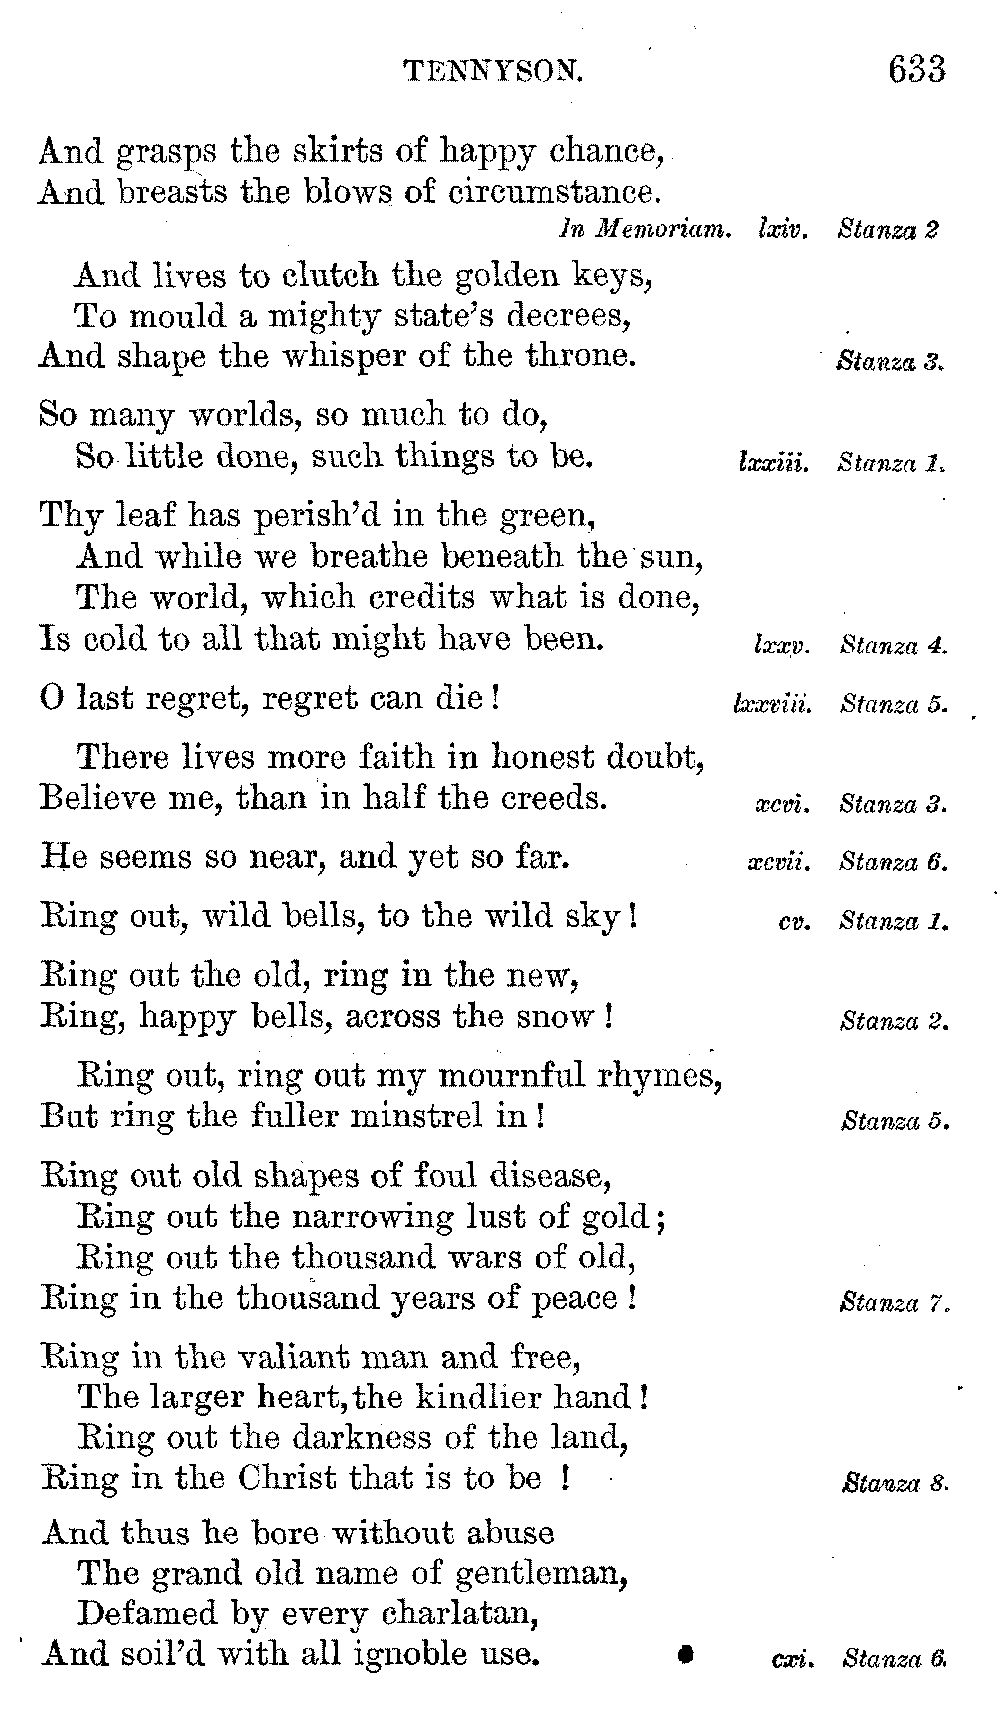 TENNYSON. 633
And grasps the skirts of happy chance,
And breasts the blows of circumstance.
In Memoriam. lxiv. Stanza 2
And lives to clutch the golden keys,
To mould a mighty state's decrees,
And shape the whisper of the throne. Stanza 3.
So many worlds, so much to do,
So little done, such things to be. lxxiii. Stanza 1.
Thy leaf has perish'd in the green,
And while we breathe beneath the sun,
The world, which credits what is done,
Is cold to all that might have been. lxxv. Stanza 4.
O last regret, regret can die! lxxviii. Stanza 5.
There lives more faith in honest doubt,
Believe me, than in half the creeds. xcvi. Stanza 3.
He seems so near, and yet so far. xcvii. Stanza 6.
Ring out, wild bells, to the wild sky! cv. Stanza 1.
Ring out the old, ring in the new,
Ring, happy bells, across the snow! Stanza 2.
Ring out, ring out my mournful rhymes,
But ring the fuller minstrel in! Stanza 5.
Ring out old shapes of foul disease,
Ring out the narrowing lust of gold;
Ring out the thousand wars of old,
Ring in the thousand years of peace! Stanza 7.
Ring in the valiant man and free,
The larger heart, the kindlier hand!
Ring out the darkness of the land,
Ring in the Christ that is to be! Stanza 8.
And thus he bore without abuse
The grand old name of gentleman,
Defamed by every charlatan,
And soil'd with all ignoble use. cxi. Stanza 6.